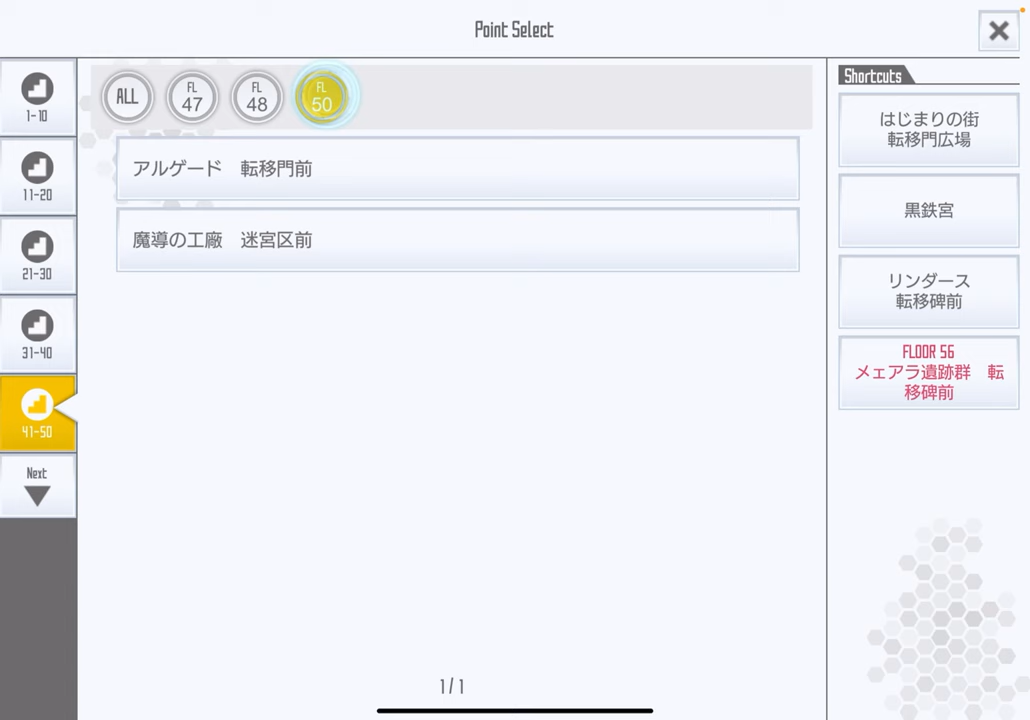 Point Select
1-10
11-20
21-30
31-40
41-50
Next
ALL
FL
47
FL
48
FL
50
アルゲード　転移門前
魔導の工廠　迷宮区前
1/1
Shortcuts
はじまりの街
転移門広場
黒鉄宮
リンダース
転移碑前
FLOOR 56
メェアラ遺跡群　転
移碑前